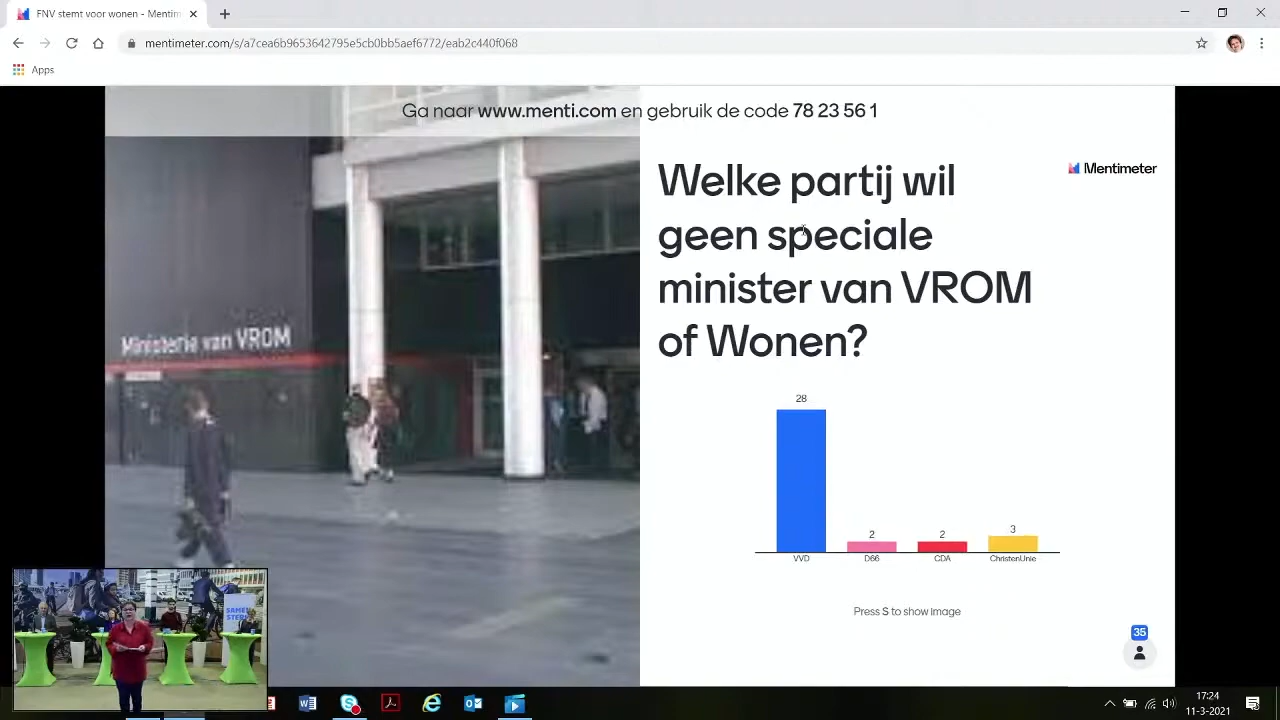 FNV stemt voor wonen - Mentim
mentimeter.com/s/a7cea6b9653642795e5cb0bb5aef6772/eab2c440f068
Apps
Ga naar www.menti.com en gebruik de code 78 23 56 1
Mentimeter
Welke partij wil
geen speciale
minister van VROM
of Wonen?
Ministerie van VROM
28
2
2
3
VVD
D66
CDA
ChristenUnie
Press S to show image
35
SAMEN
17:24
11-3-2021